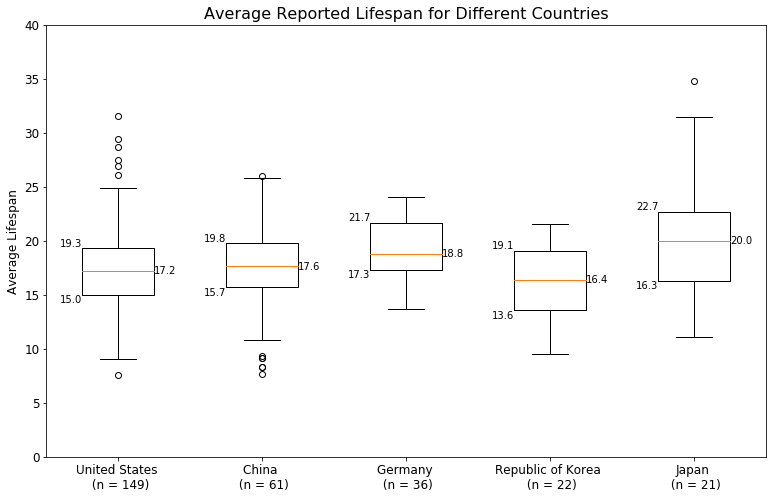 Average Reported Lifespan for Different Countries
Average Lifespan
40
35
30
25
20
15
10
5
0
19.3
17.2
15.0
19.8
17.6
15.7
21.7
18.8
17.3
19.1
16.4
13.6
22.7
20.0
16.3
United States
(n = 149)
China
(n = 61)
Germany
(n = 36)
Republic of Korea
(n = 22)
Japan
(n = 21)